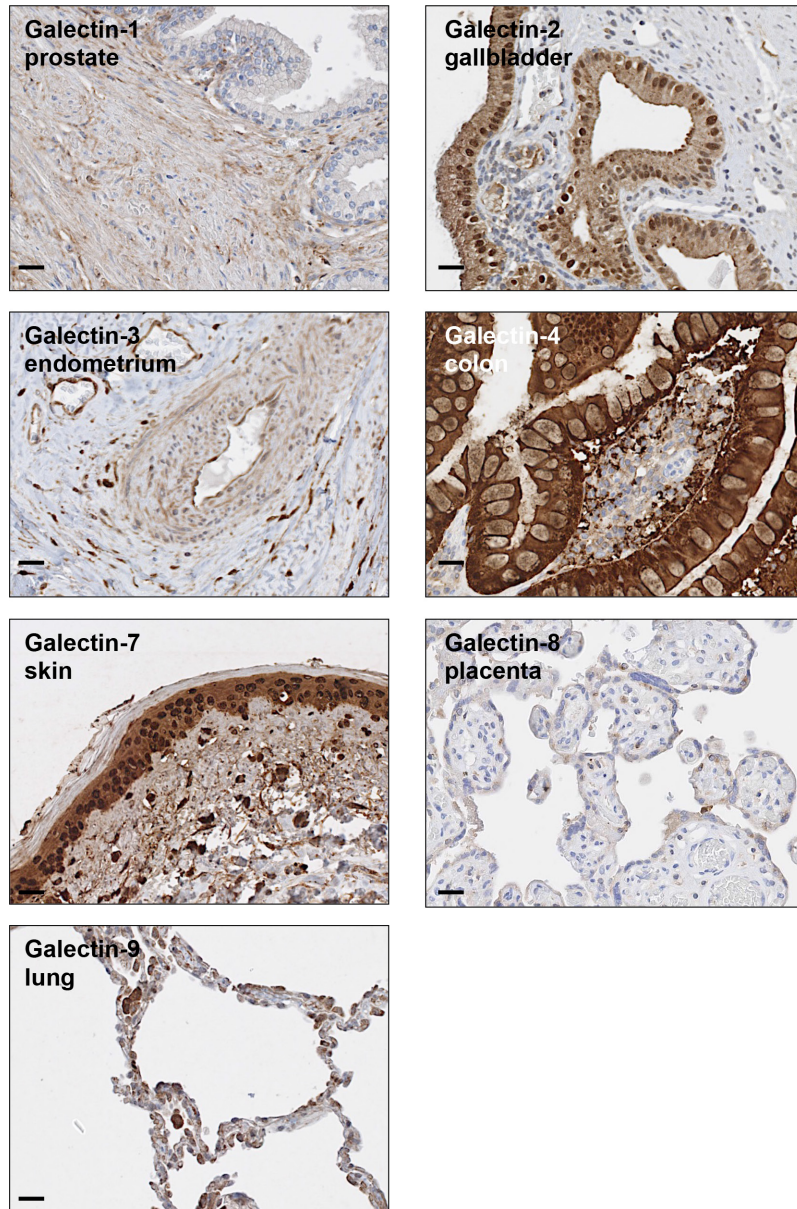 Galectin-1
prostate
Galectin-2
gallbladder
Galectin-3
endometrium
Galectin-4
colon
Galectin-7
skin
Galectin-8
placenta
Galectin-9
lung